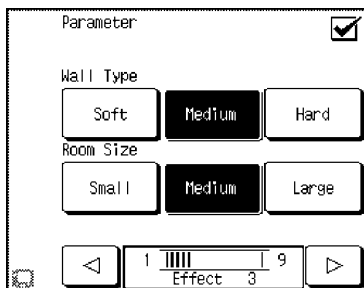 Parameter
Wall Type
Soft Medium Hard
Room Size
Small Medium Large
1 9
Effect 3